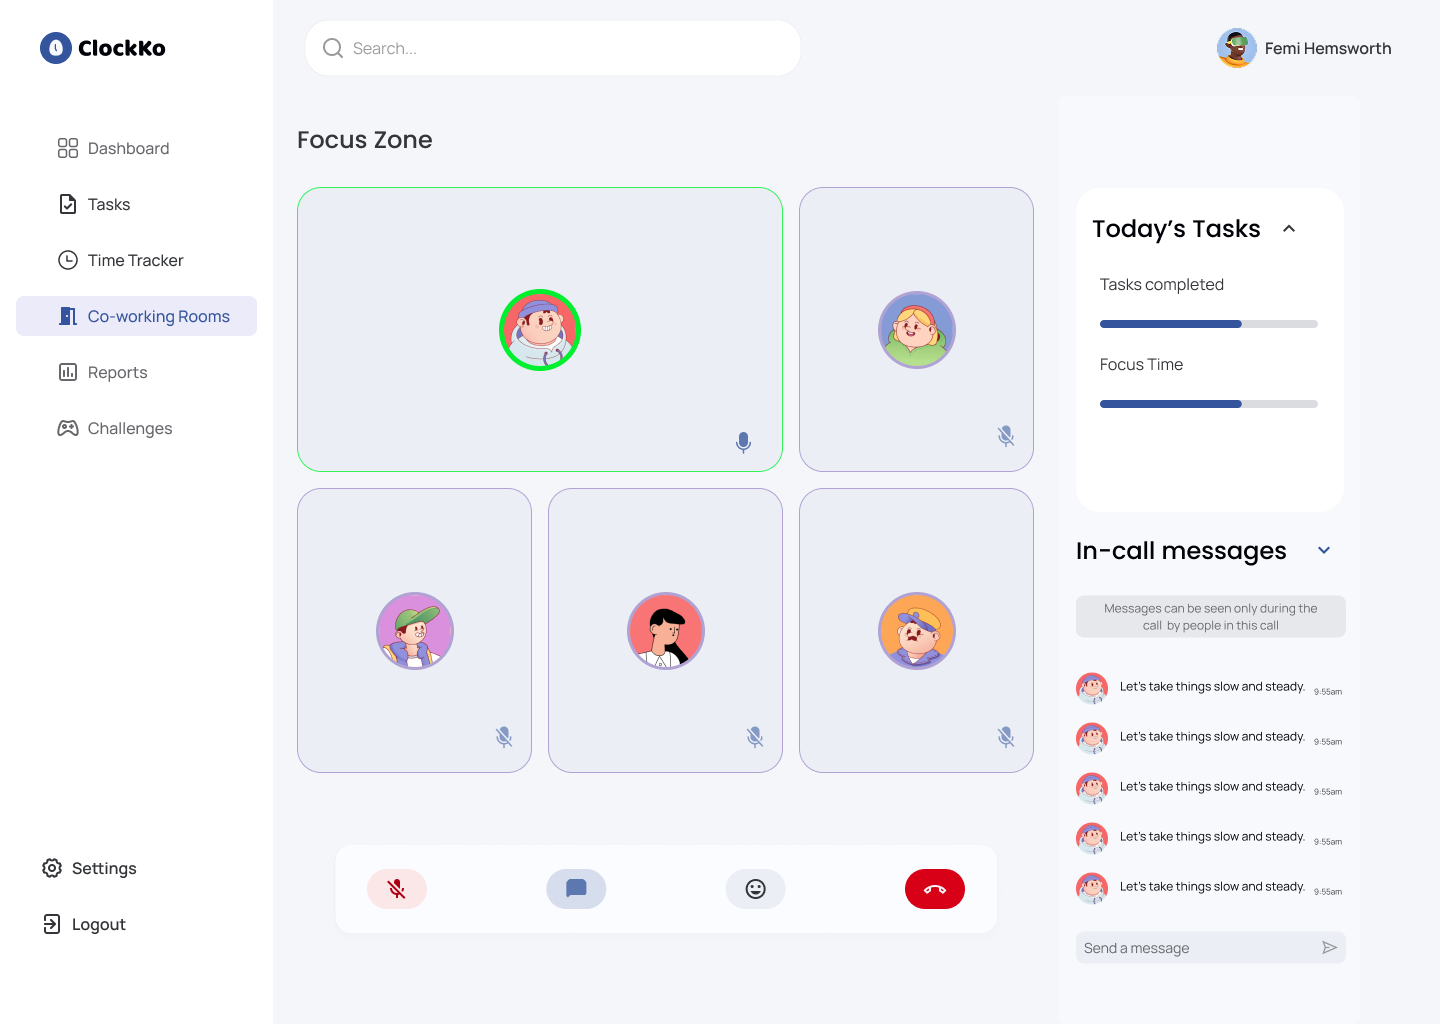 ClockKo
Search...
Femi Hemsworth
Dashboard
Tasks
Time Tracker
Co-working Rooms
Reports
Challenges
Settings
Logout
Focus Zone
Today's Tasks
Tasks completed
Focus Time
In-call messages
Messages can be seen only during the
call by people in this call
Let's take things slow and steady. 9:55am
Let's take things slow and steady. 9:55am
Let's take things slow and steady. 9:55am
Let's take things slow and steady. 9:55am
Let's take things slow and steady. 9:55am
Send a message